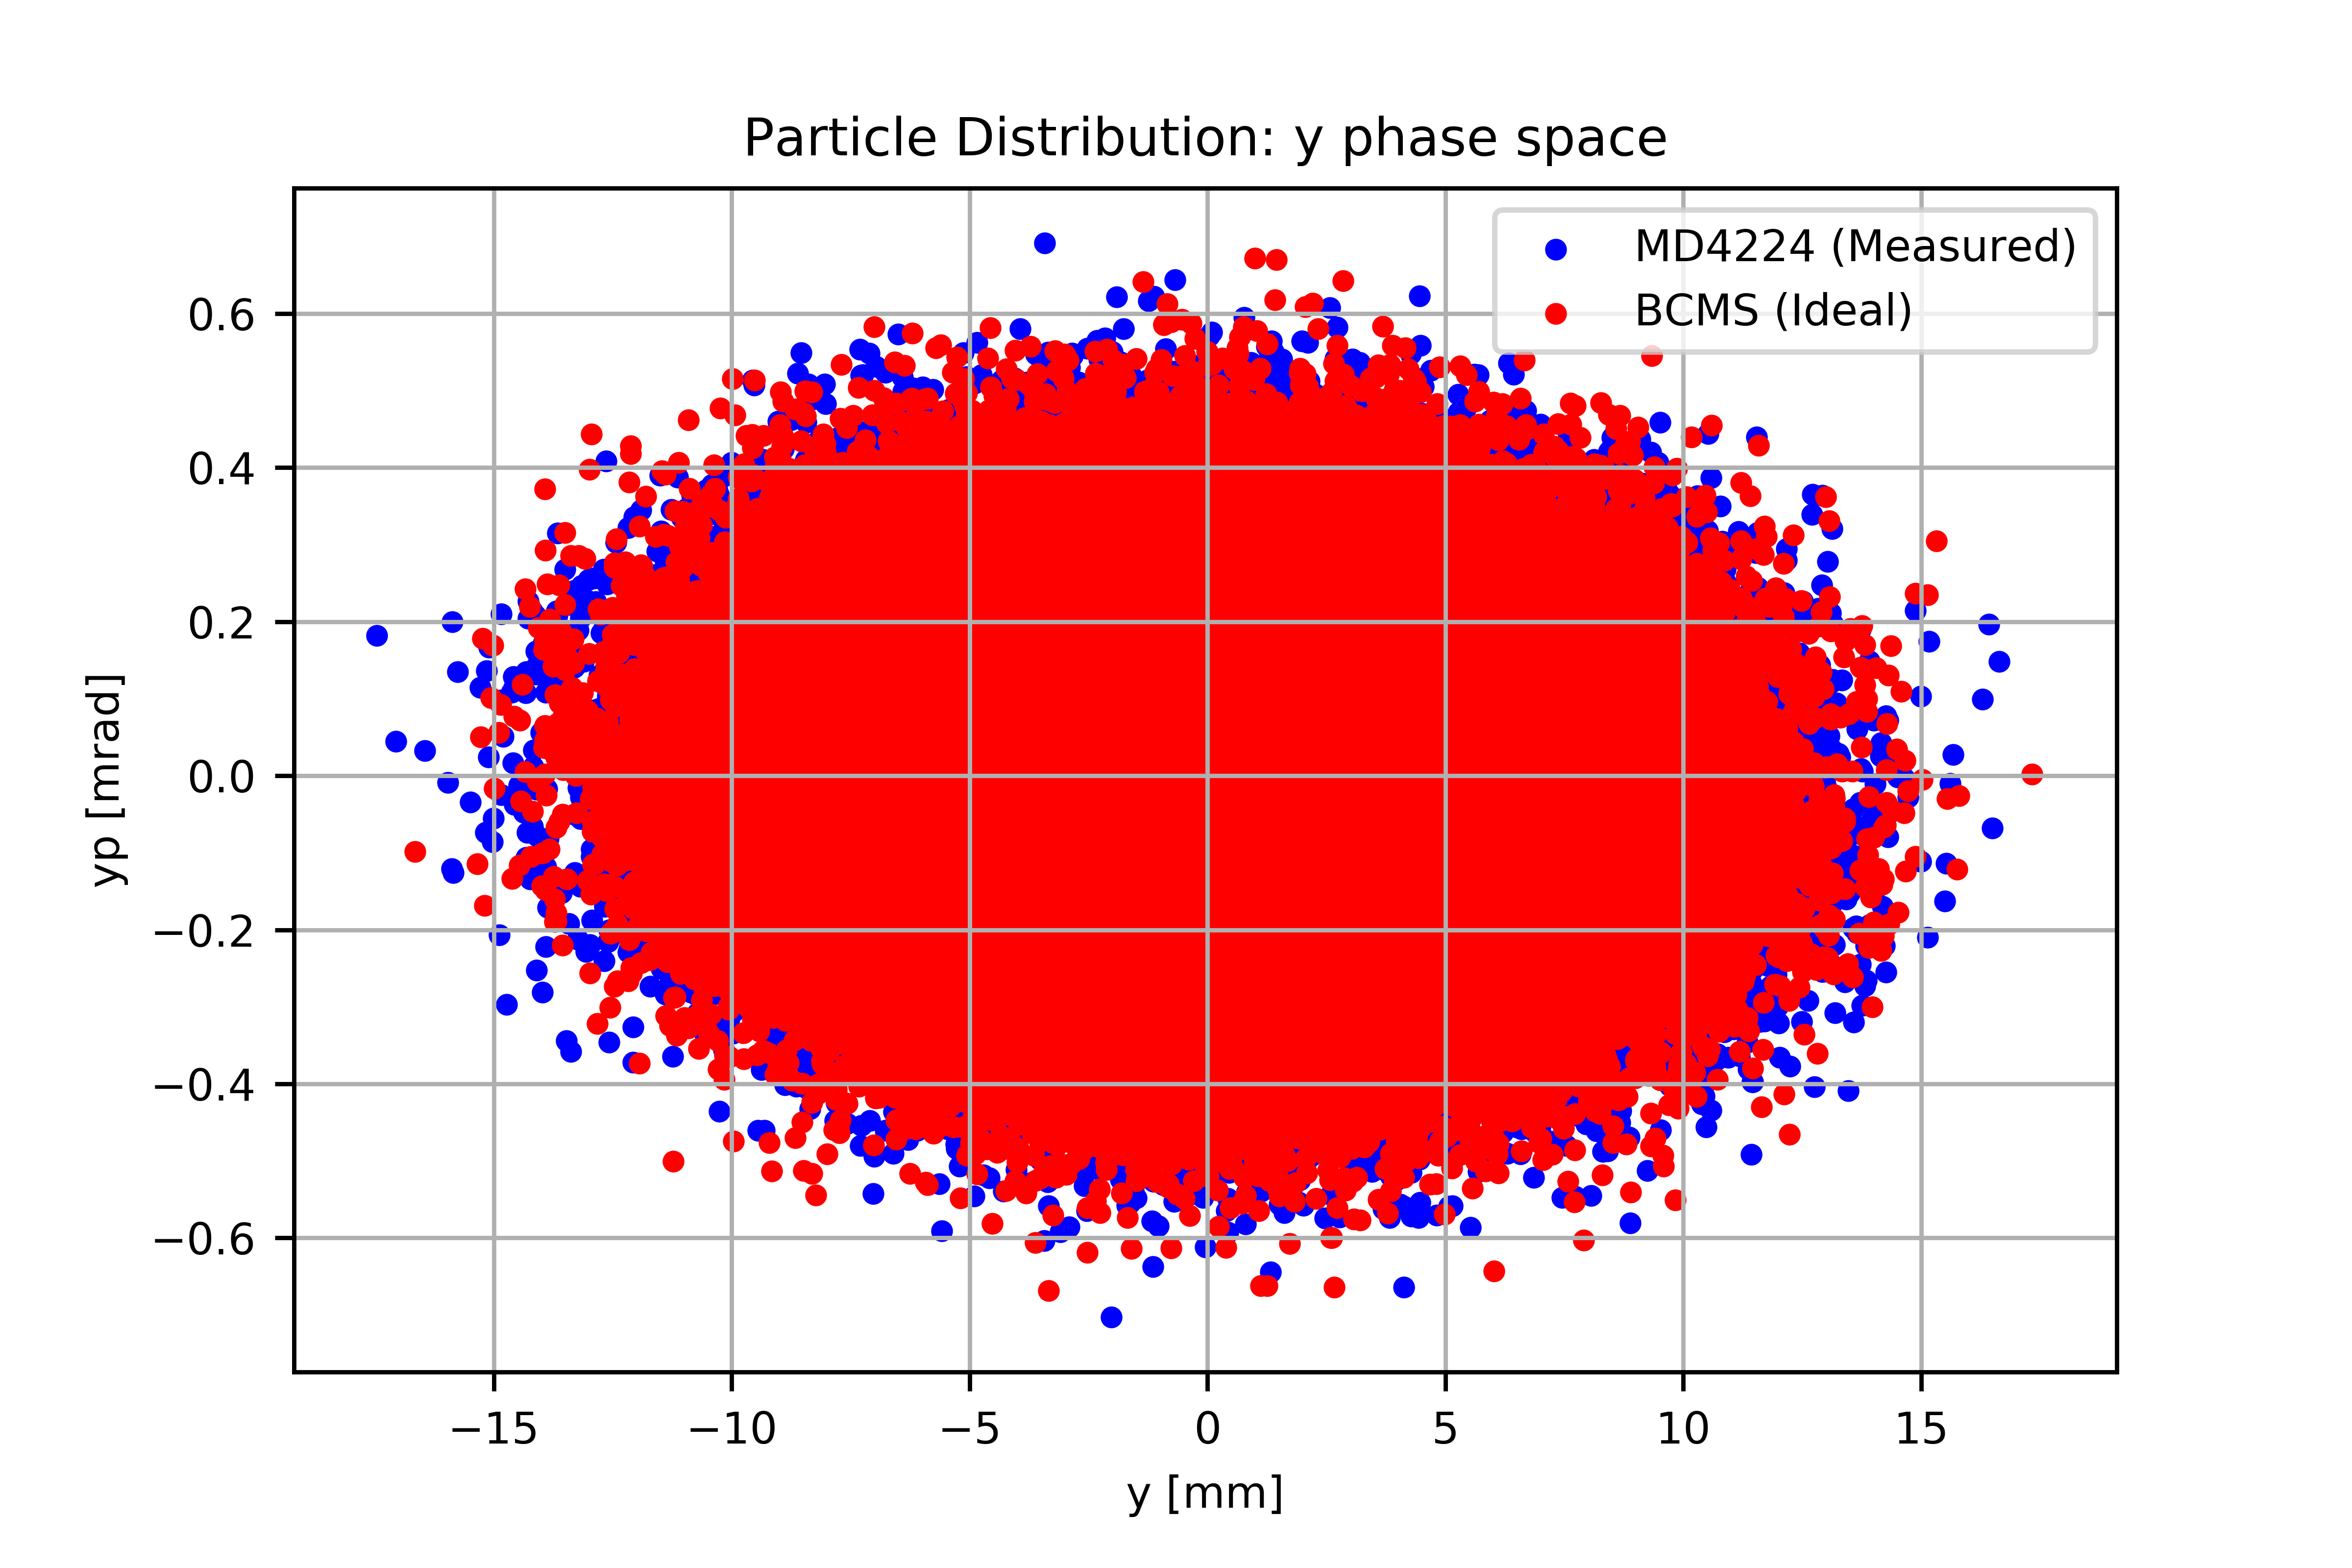 Particle Distribution: y phase space
MD4224 (Measured)
BCMS (Ideal)
yp [mrad]
0.6
0.4
0.2
0.0
−0.2
−0.4
−0.6
−15
−10
−5
0
5
10
15
y [mm]